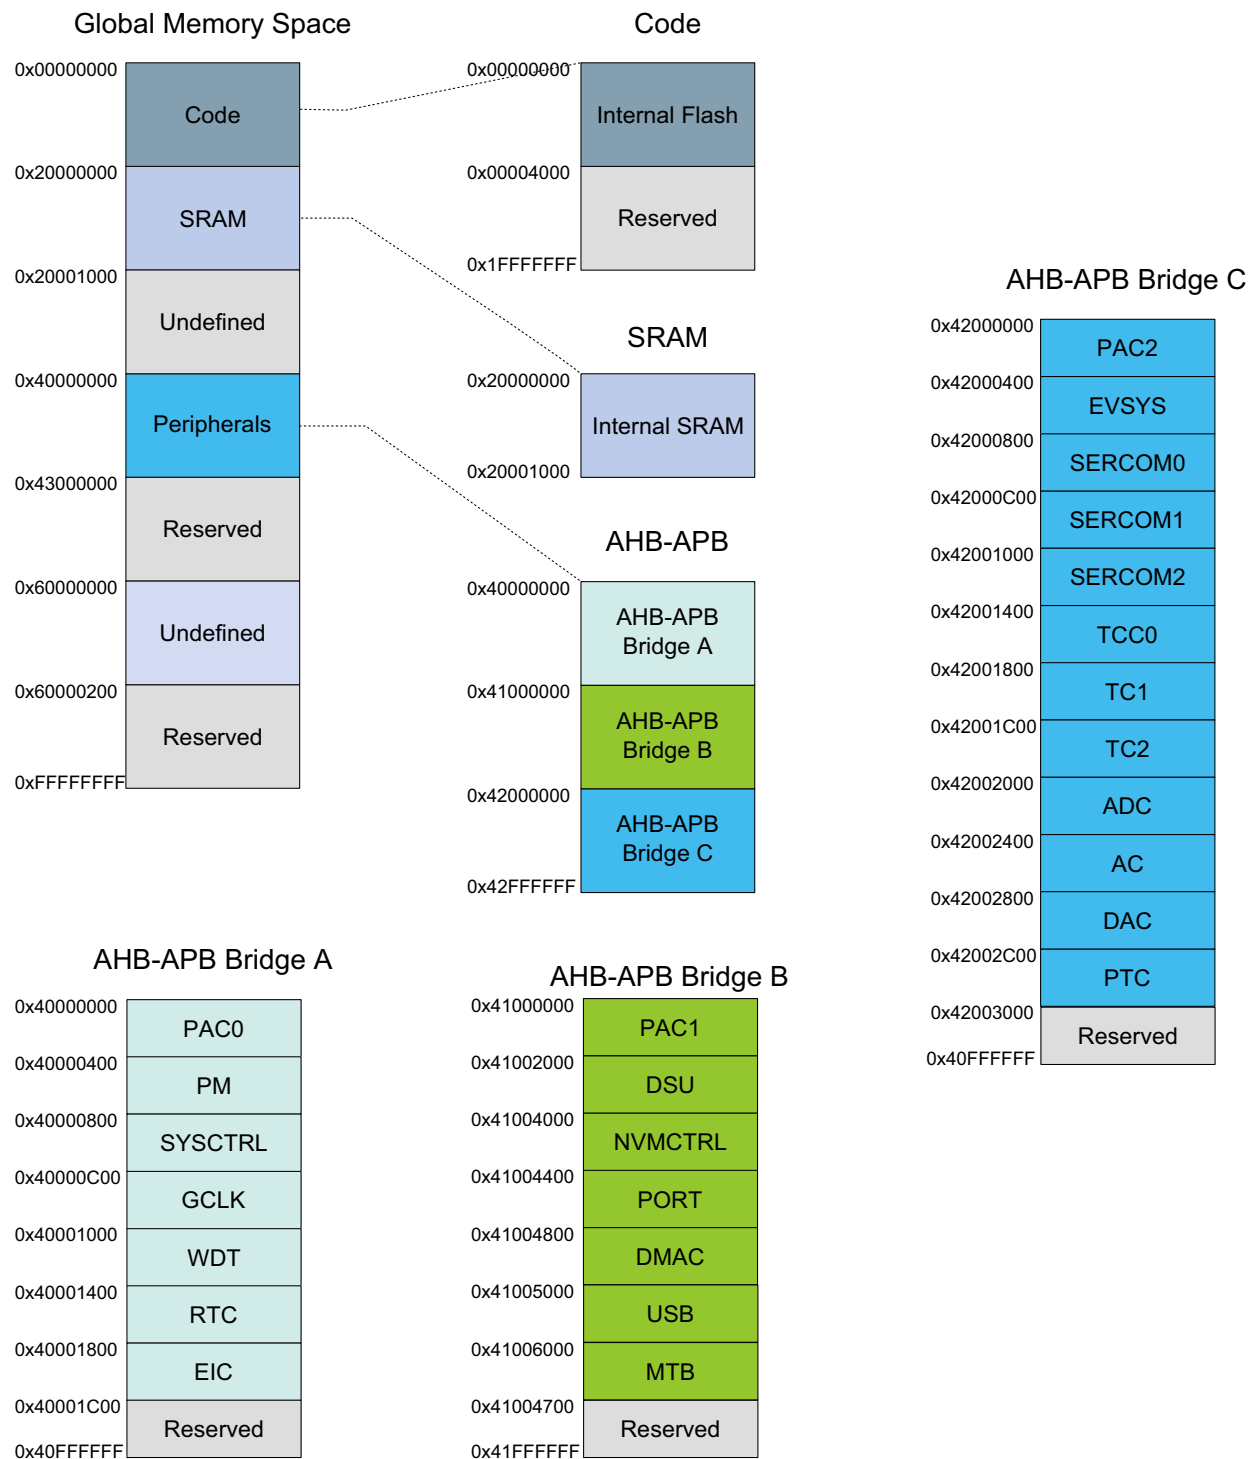 Global Memory Space
0x00000000
Code
0x20000000
SRAM
0x20001000
Undefined
0x40000000
Peripherals
0x43000000
Reserved
0x60000000
Undefined
0x60000200
Reserved
0xFFFFFFFF
Code
0x00000000
Internal Flash
0x00004000
Reserved
0x1FFFFFFF
SRAM
0x20000000
Internal SRAM
0x20001000
AHB-APB
0x40000000
AHB-APB
Bridge A
0x41000000
AHB-APB
Bridge B
0x42000000
AHB-APB
Bridge C
0x42FFFFFF
AHB-APB Bridge C
0x42000000
PAC2
0x42000400
EVSYS
0x42000800
SERCOM0
0x42000C00
SERCOM1
0x42001000
SERCOM2
0x42001400
TCC0
0x42001800
TC1
0x42001C00
TC2
0x42002000
ADC
0x42002400
AC
0x42002800
DAC
0x42002C00
PTC
0x42003000
Reserved
0x40FFFFFF
AHB-APB Bridge A
0x40000000
PAC0
0x40000400
PM
0x40000800
SYSCTRL
0x40000C00
GCLK
0x40001000
WDT
0x40001400
RTC
0x40001800
EIC
0x40001C00
Reserved
0x40FFFFFF
AHB-APB Bridge B
0x41000000
PAC1
0x41002000
DSU
0x41004000
NVMCTRL
0x41004400
PORT
0x41004800
DMAC
0x41005000
USB
0x41006000
MTB
0x41004700
Reserved
0x41FFFFFF